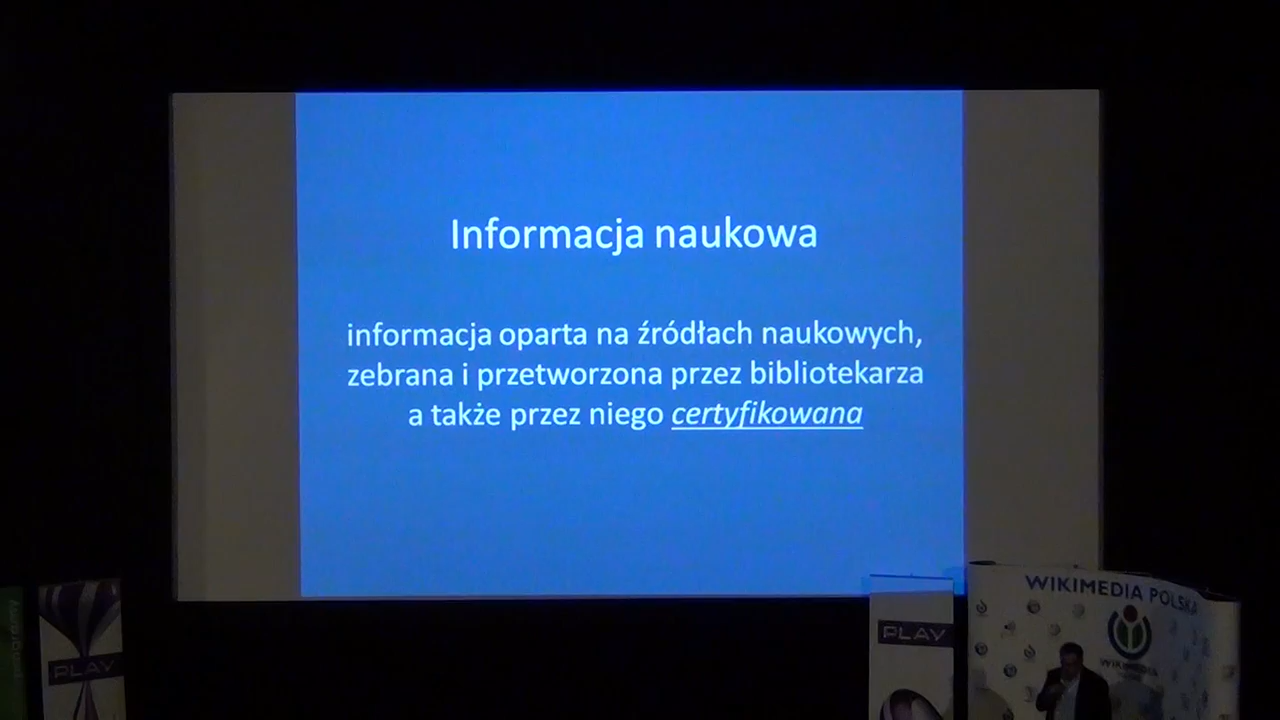 Informacja naukowa
informacja oparta na źródłach naukowych,
zebrana i przetworzona przez bibliotekarza
a także przez niego certyfikowana
WIKIMEDIA POLSKA
PLAY
WIKIMEDIA
PLAY